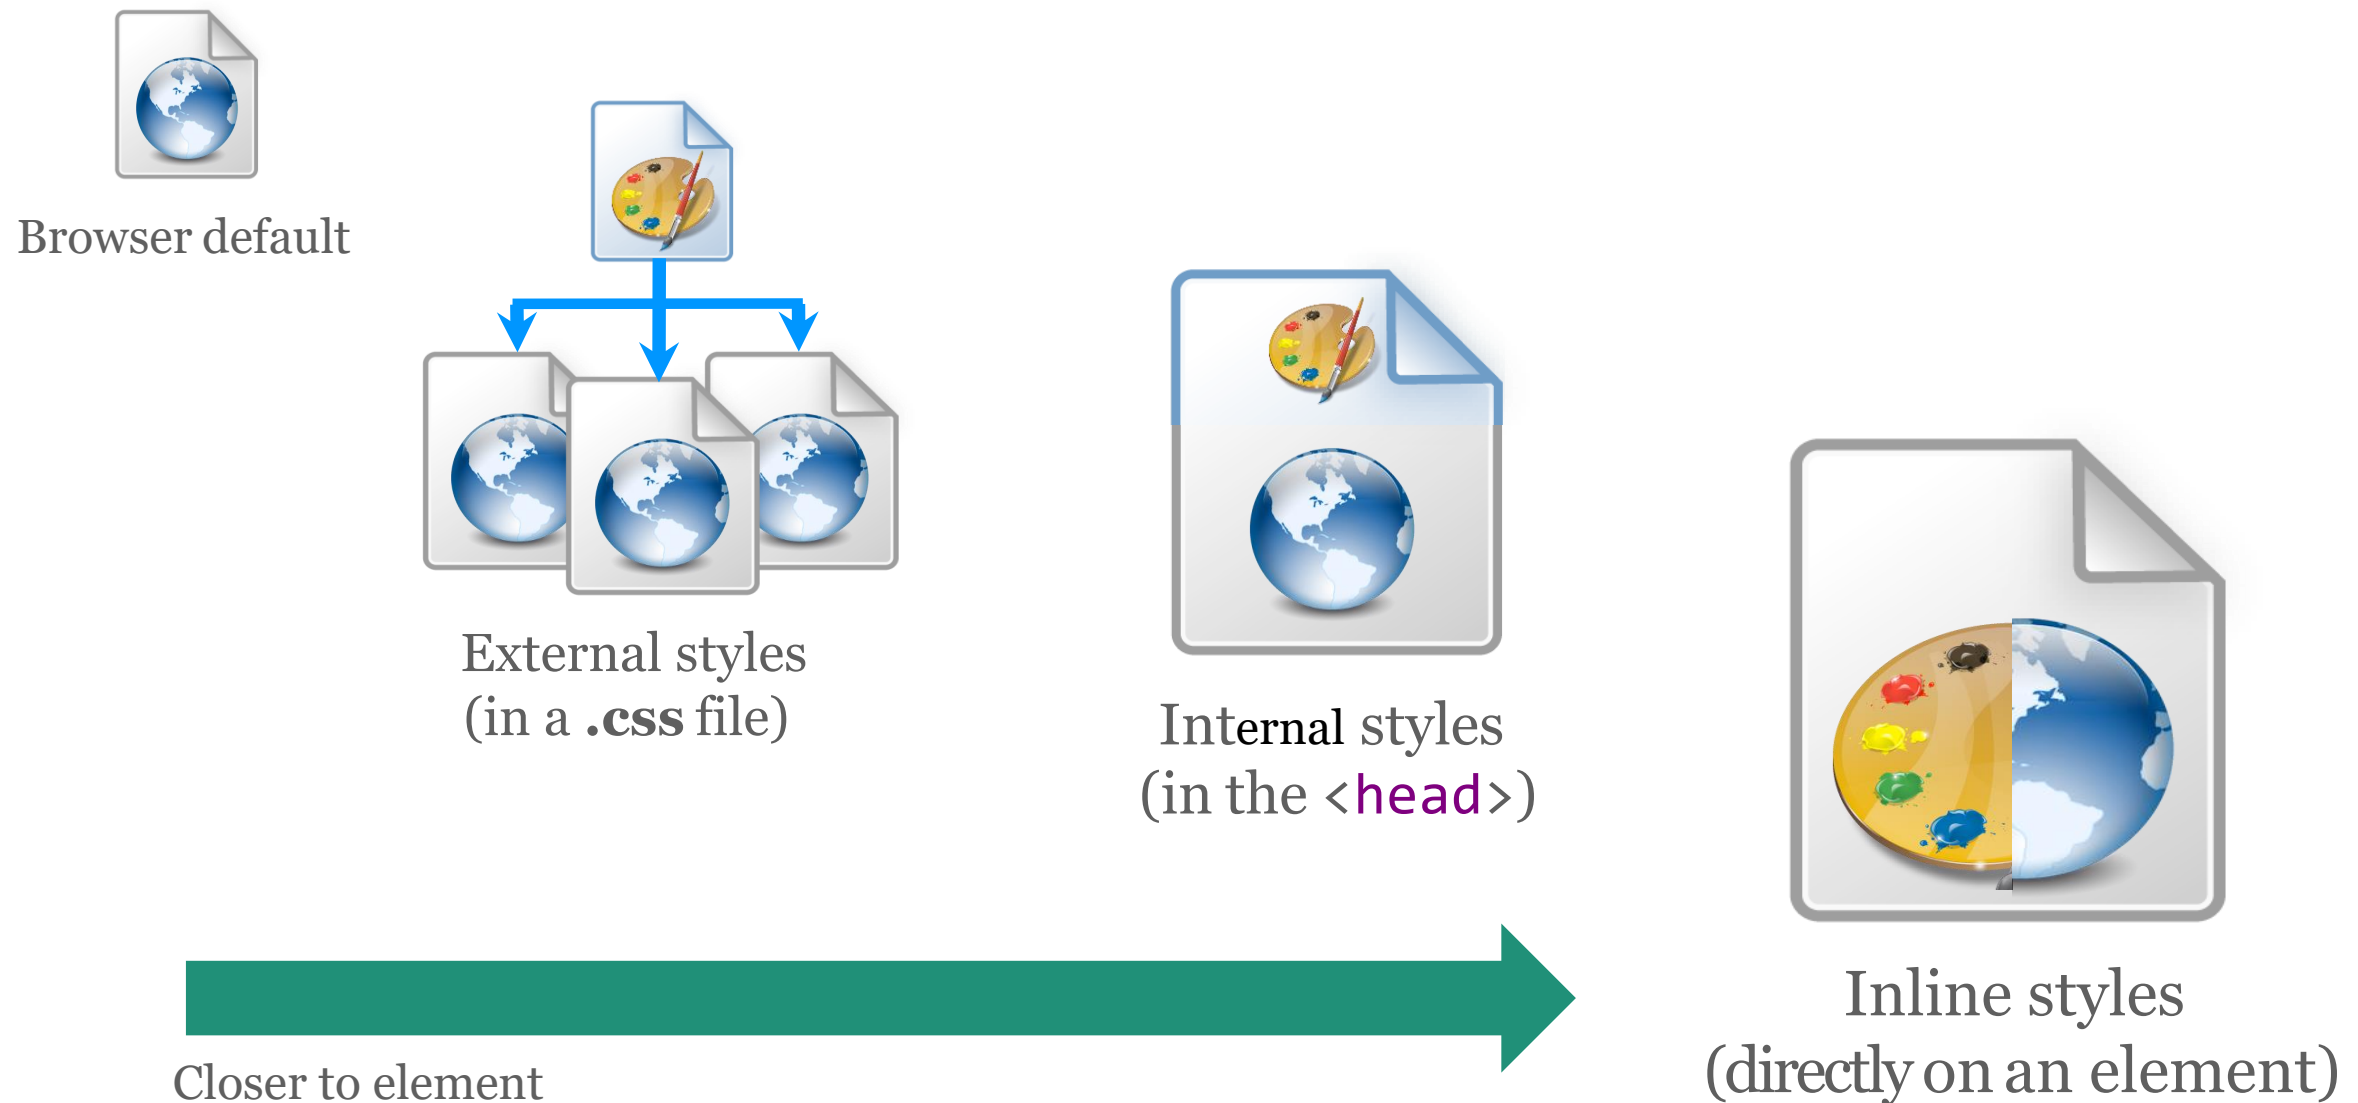 Browser default
External styles
(in a .css file)
Internal styles
(in the <head>)
Inline styles
(directly on an element)
Closer to element